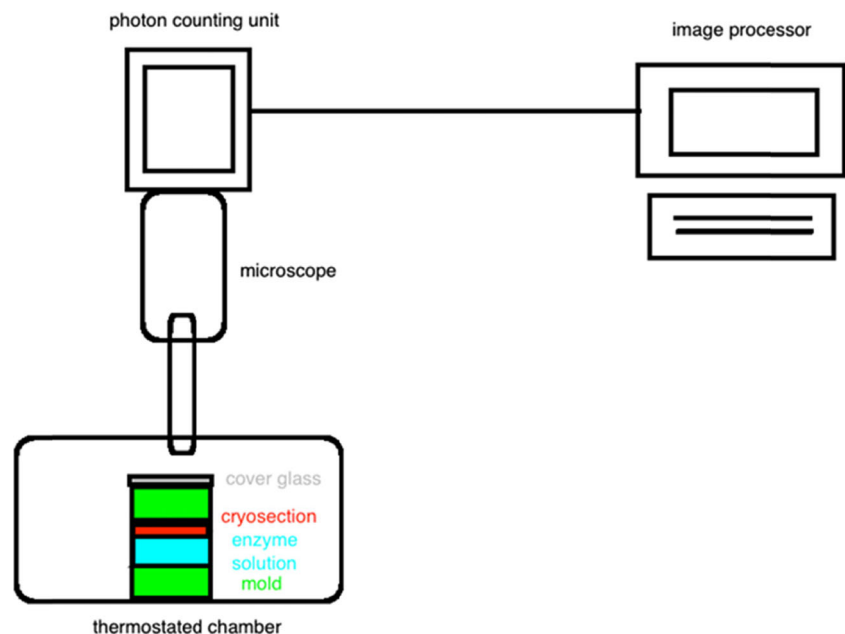 photon counting unit
image processor
microscope
cover glass
cryosection
enzyme
solution
mold
thermostated chamber